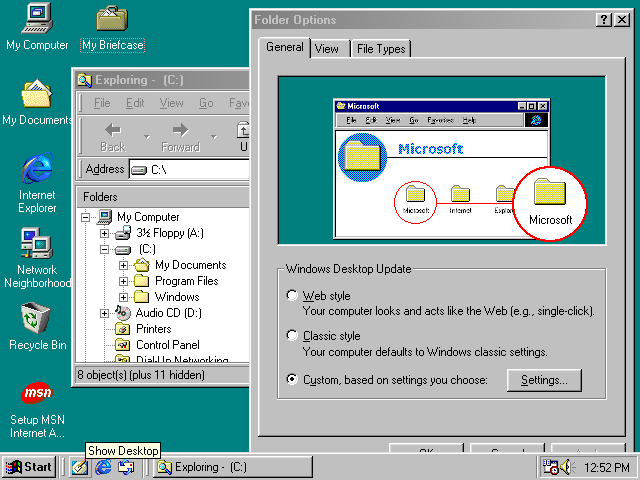 My Computer
My Briefcase
My Documents
Internet
Explorer
Network
Neighborhood
Recycle Bin
msn
Setup MSN
Internet A...
Exploring - (C:)
File Edit View Go
Back Forward
Address C:\
Folders
My Computer
3½ Floppy (A:)
(C:)
My Documents
Program Files
Windows
Audio CD (D:)
Printers
Control Panel
Dial-Up Networking
8 object(s) (plus 11 hidden)
Folder Options
General View File Types
Microsoft
File Edit View Go Favorites Help
Microsoft
Microsoft Internet
Microsoft
Windows Desktop Update
Web style
Your computer looks and acts like the Web (e.g., single-click).
Classic style
Your computer defaults to Windows classic settings.
Custom, based on settings you choose: Settings...
Show Desktop
Start Exploring - (C:) 12:52 PM